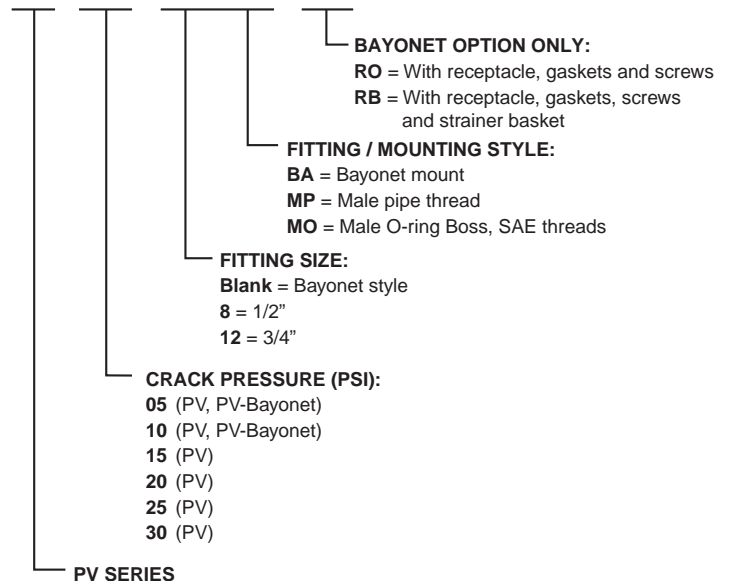 BAYONET OPTION ONLY:
RO = With receptacle, gaskets and screws
RB = With receptacle, gaskets, screws
and strainer basket
FITTING / MOUNTING STYLE:
BA = Bayonet mount
MP = Male pipe thread
MO = Male O-ring Boss, SAE threads
FITTING SIZE:
Blank = Bayonet style
8 = 1/2”
12 = 3/4”
CRACK PRESSURE (PSI):
05 (PV, PV-Bayonet)
10 (PV, PV-Bayonet)
15 (PV)
20 (PV)
25 (PV)
30 (PV)
PV SERIES